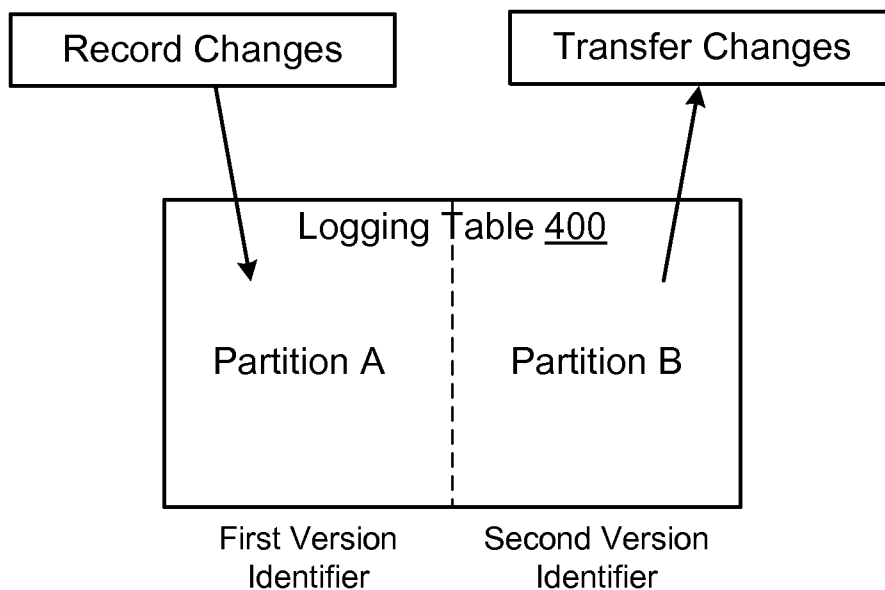 Record Changes
Transfer Changes
Logging Table 400
Partition A
Partition B
First Version
Identifier
Second Version
Identifier